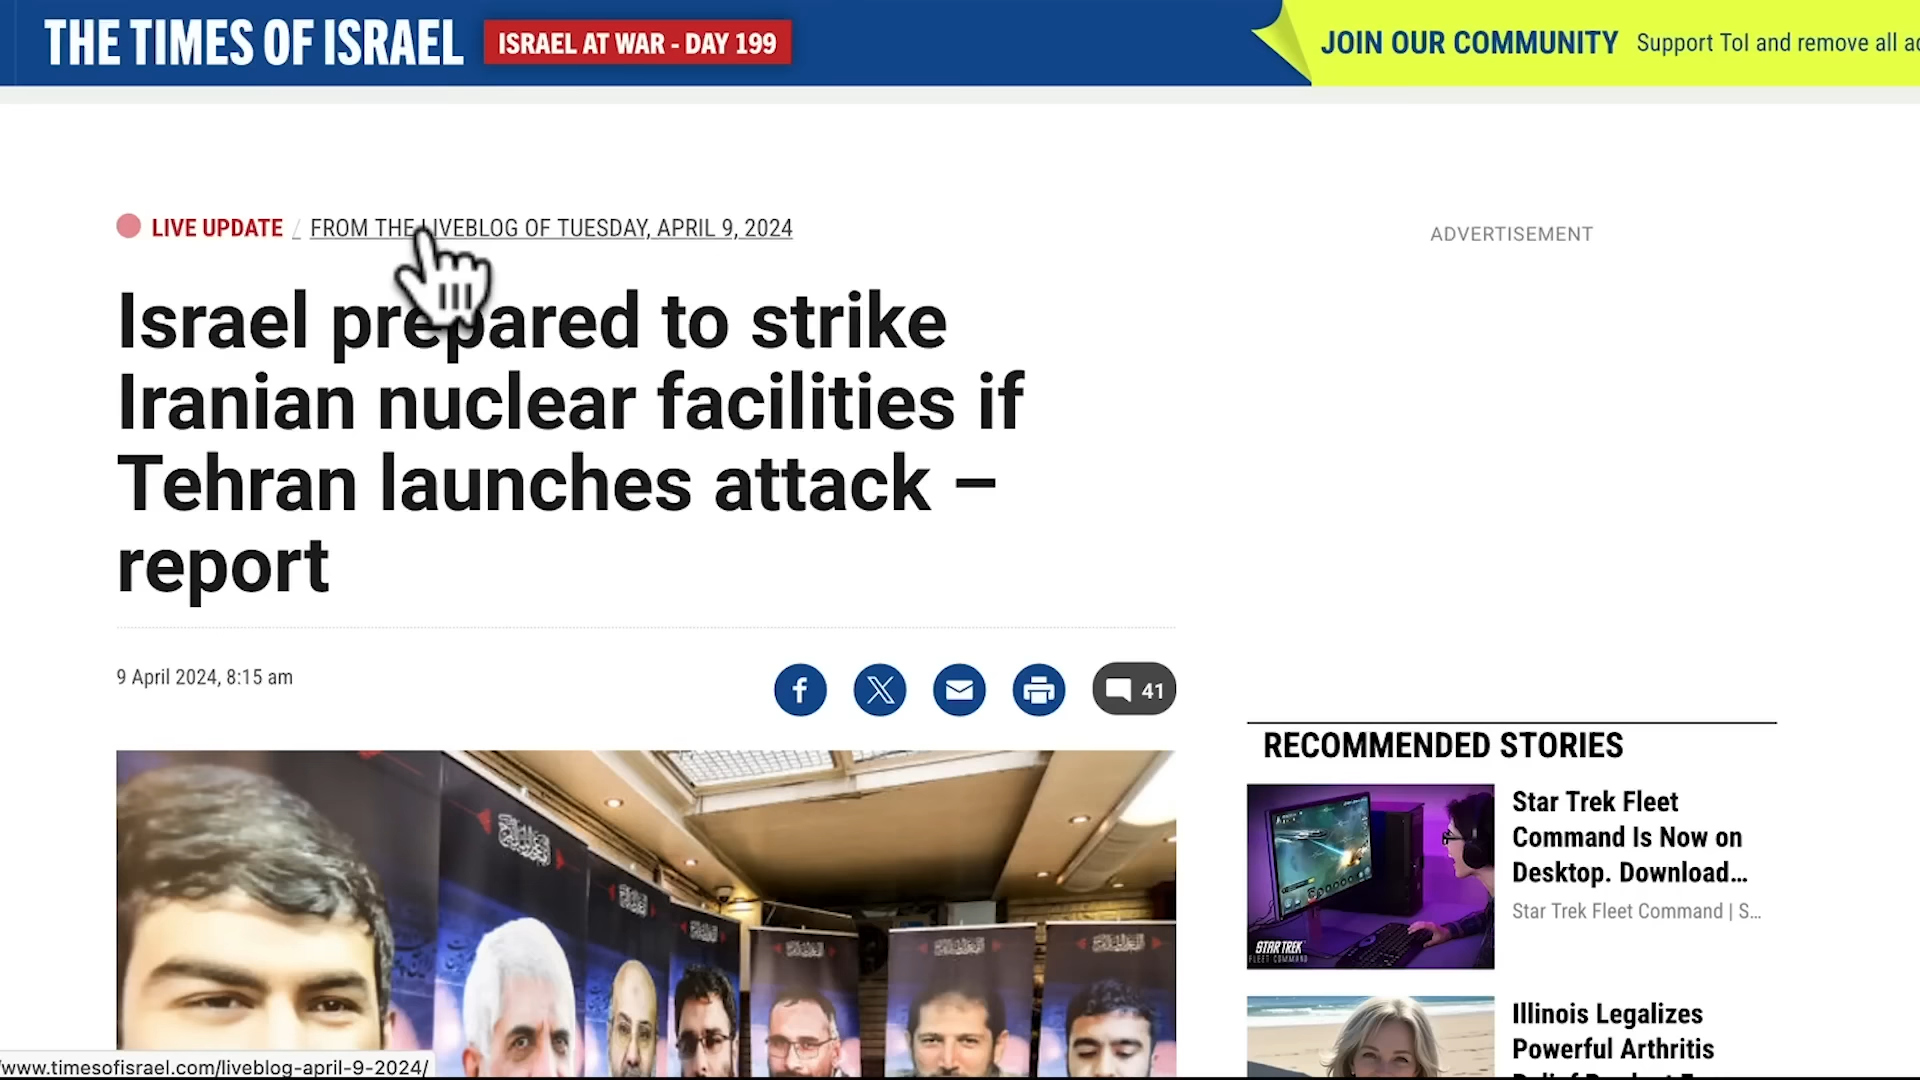 THE TIMES OF ISRAEL
ISRAEL AT WAR - DAY 199
JOIN OUR COMMUNITY
Support ToI and remove all
LIVE UPDATE / FROM THE LIVEBLOG OF TUESDAY, APRIL 9, 2024
Israel prepared to strike
Iranian nuclear facilities if
Tehran launches attack –
report
9 April 2024, 8:15 am
41
ADVERTISEMENT
RECOMMENDED STORIES
Star Trek Fleet
Command Is Now on
Desktop. Download...
Star Trek Fleet Command | S...
STAR TREK
FLEET COMMAND
Illinois Legalizes
Powerful Arthritis
www.timesofisrael.com/liveblog-april-9-2024/